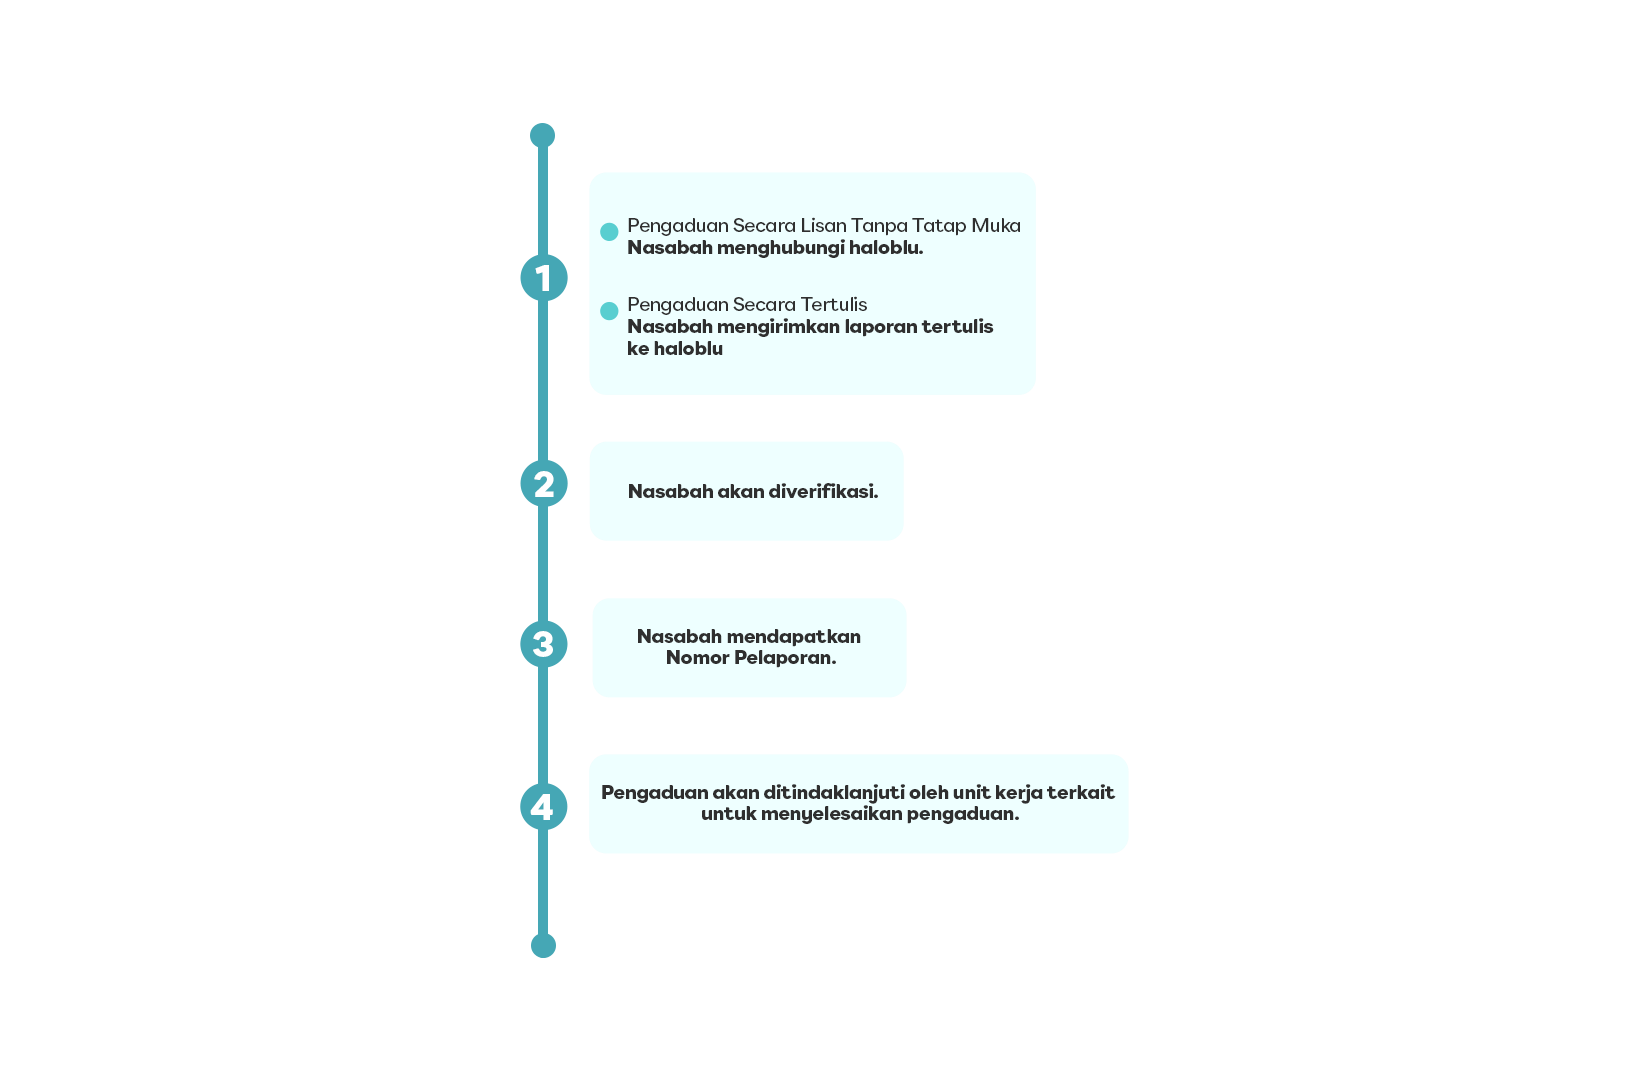 1
Pengaduan Secara Lisan Tanpa Tatap Muka
Nasabah menghubungi haloblu.
Pengaduan Secara Tertulis
Nasabah mengirimkan laporan tertulis
ke haloblu
2
Nasabah akan diverifikasi.
3
Nasabah mendapatkan
Nomor Pelaporan.
4
Pengaduan akan ditindaklanjuti oleh unit kerja terkait
untuk menyelesaikan pengaduan.